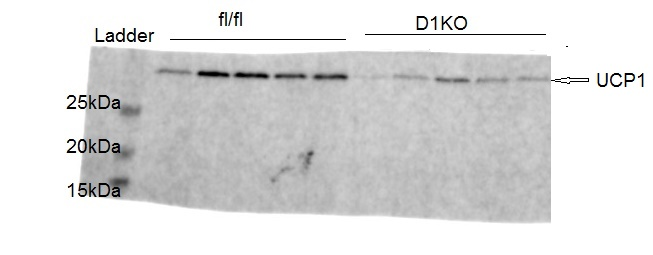 fl/fl
D1KO
Ladder
UCP1
25kDa
20kDa
15kDa